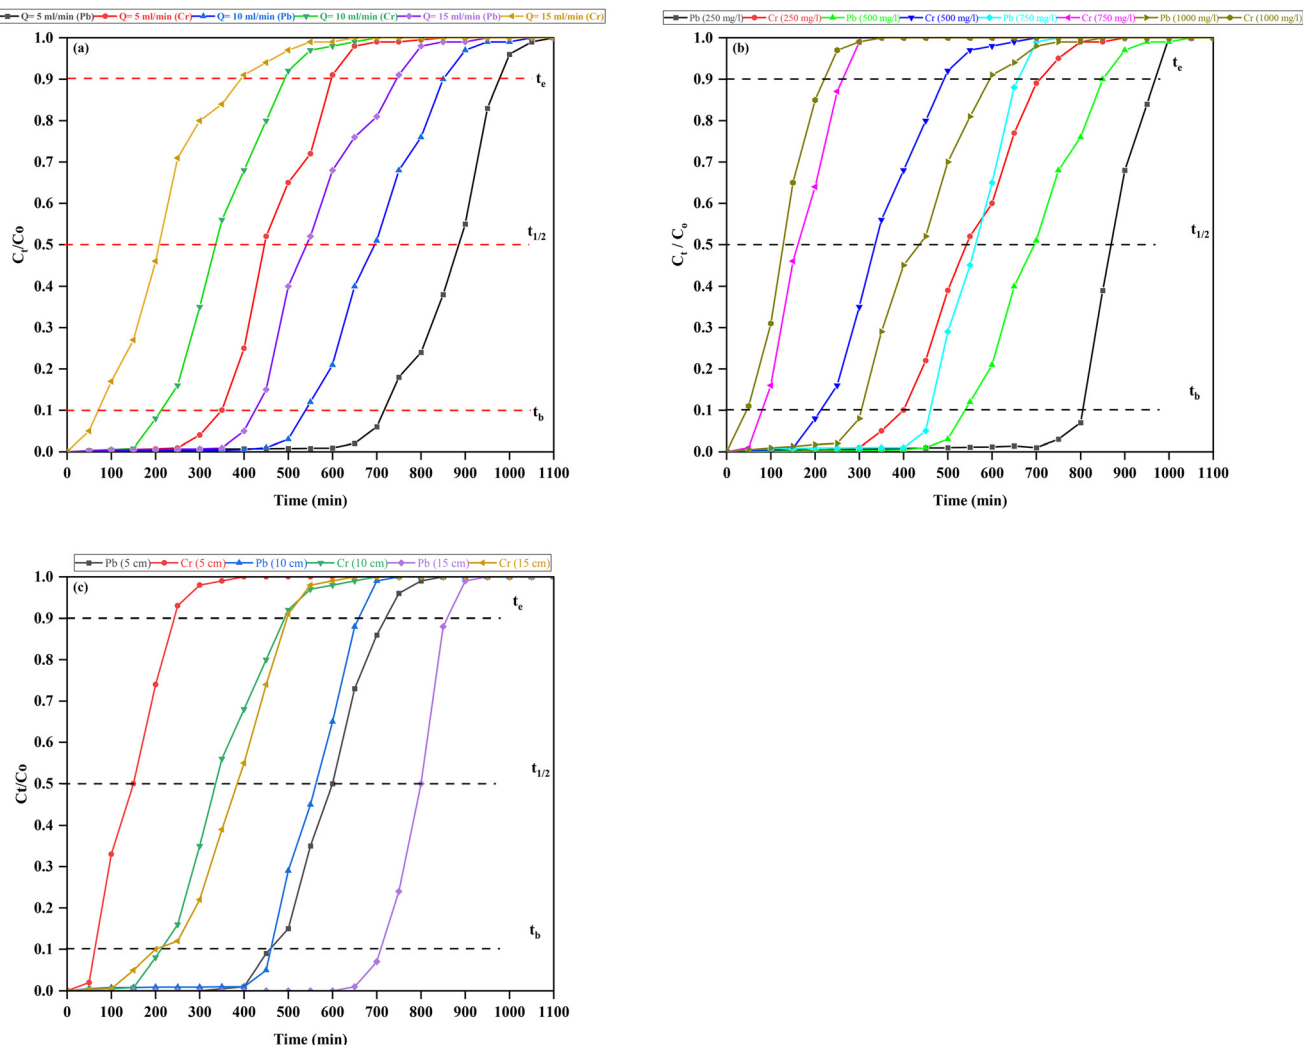 Q= 5 ml/min (Pb) Q= 5 ml/min (Cr) Q= 10 ml/min (Pb) Q= 10 ml/min (Cr) Q= 15 ml/min (Pb) Q= 15 ml/min (Cr)
(a)
1.0
0.9
0.8
0.7
0.6
0.5
0.4
0.3
0.2
0.1
0.0
Ct/Co
te
t1/2
tb
0 100 200 300 400 500 600 700 800 900 1000 1100
Time (min)
Pb (250 mg/l) Cr (250 mg/l) Pb (500 mg/l) Cr (500 mg/l) Pb (750 mg/l) Cr (750 mg/l) Pb (1000 mg/l) Cr (1000 mg/l)
(b)
1.0
0.9
0.8
0.7
0.6
0.5
0.4
0.3
0.2
0.1
0.0
Ct / Co
te
t1/2
tb
0 100 200 300 400 500 600 700 800 900 1000 1100
Time (min)
Pb (5 cm) Cr (5 cm) Pb (10 cm) Cr (10 cm) Pb (15 cm) Cr (15 cm)
(c)
1.0
0.9
0.8
0.7
0.6
0.5
0.4
0.3
0.2
0.1
0.0
Ct/Co
te
t1/2
tb
0 100 200 300 400 500 600 700 800 900 1000 1100
Time (min)